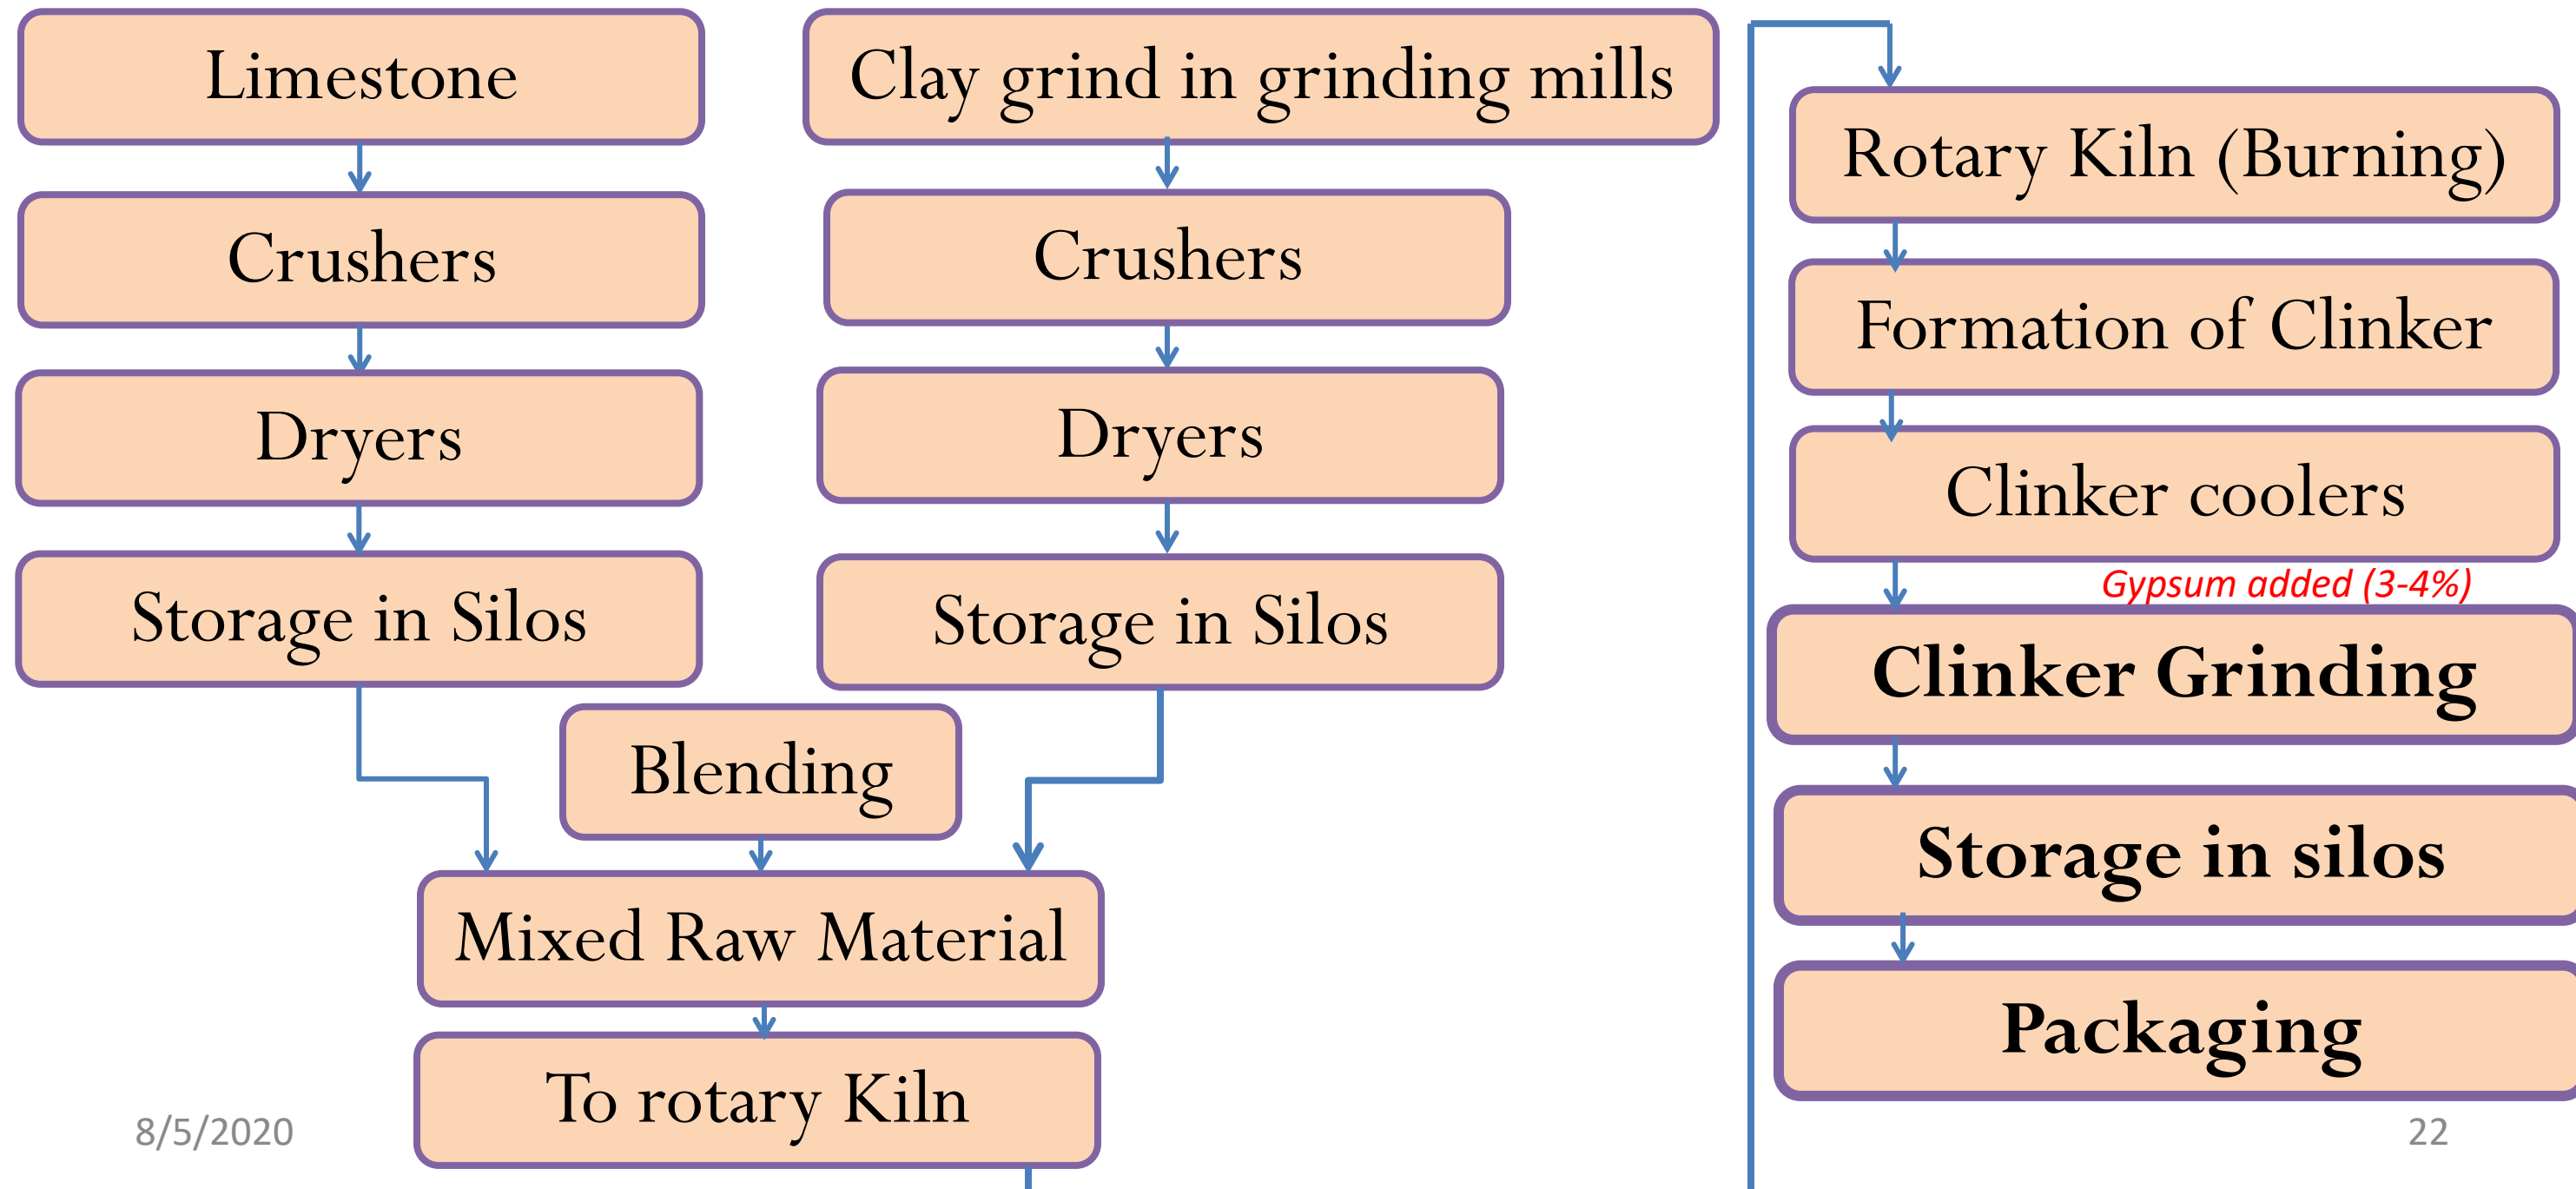 Limestone
Crushers
Dryers
Storage in Silos
Clay grind in grinding mills
Crushers
Dryers
Storage in Silos
Blending
Mixed Raw Material
To rotary Kiln
Rotary Kiln (Burning)
Formation of Clinker
Clinker coolers
Gypsum added (3-4%)
Clinker Grinding
Storage in silos
Packaging
8/5/2020
22